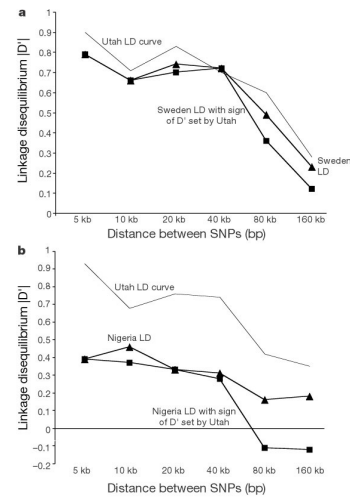 a
Linkage disequilibrium |D'|
1
0.9
0.8
0.7
0.6
0.5
0.4
0.3
0.2
0.1
0
Utah LD curve
Sweden LD with sign
of D' set by Utah
Sweden
LD
5 kb 10 kb 20 kb 40 kb 80 kb 160 kb
Distance between SNPs (bp)
b
Linkage disequilibrium |D'|
1
0.9
0.8
0.7
0.6
0.5
0.4
0.3
0.2
0.1
0
−0.1
−0.2
Utah LD curve
Nigeria LD
Nigeria LD with sign
of D' set by Utah
5 kb 10 kb 20 kb 40 kb 80 kb 160 kb
Distance between SNPs (bp)